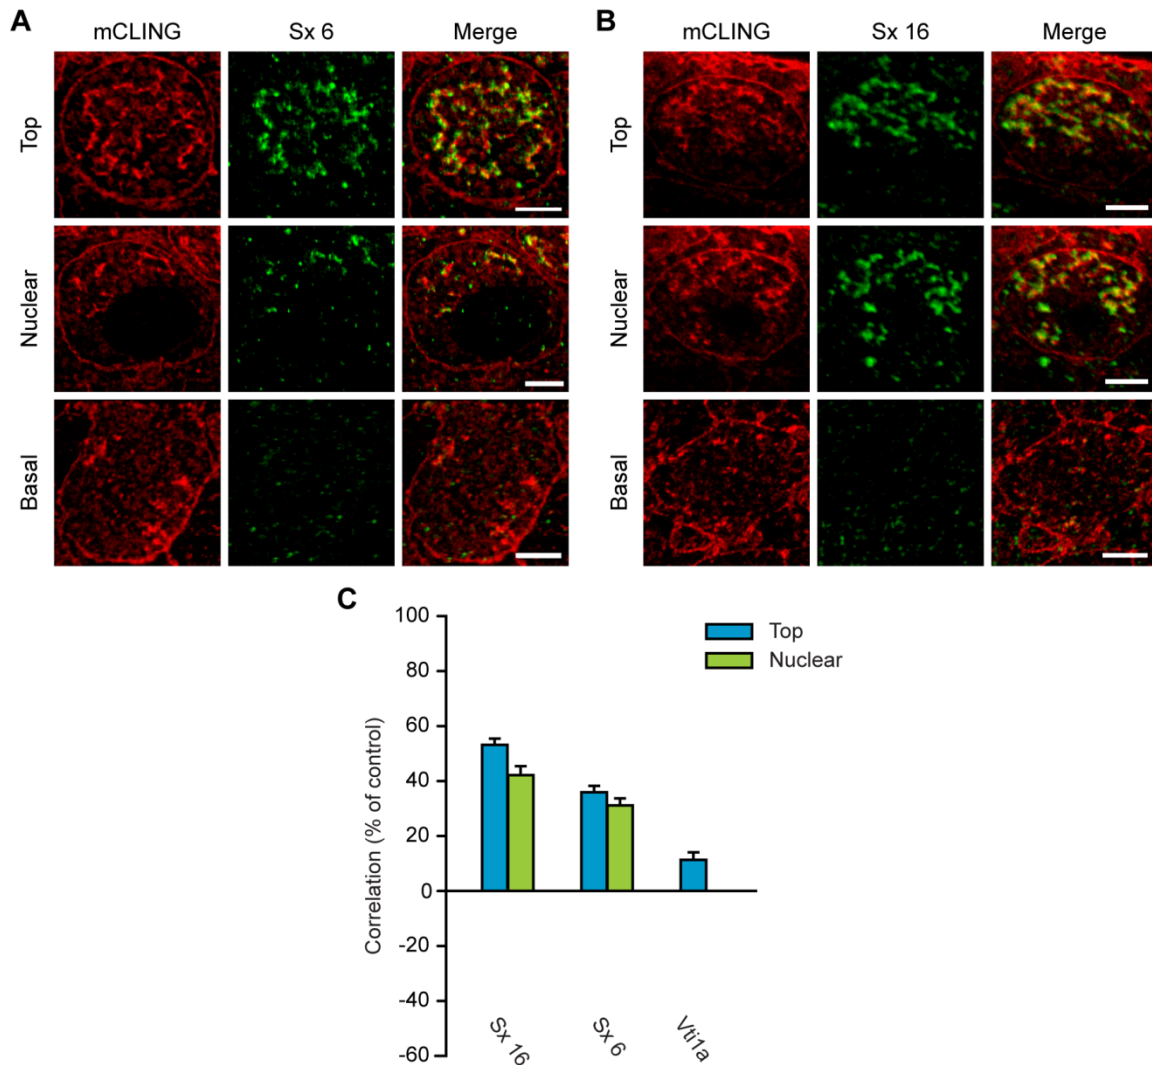 A
mCLING Sx 6 Merge
Top
Nuclear
Basal
B
mCLING Sx 16 Merge
Top
Nuclear
Basal
C
Correlation (% of control)
100
80
60
40
20
0
-20
-40
-60
Top
Nuclear
Sx 16
Sx 6
Vti1a